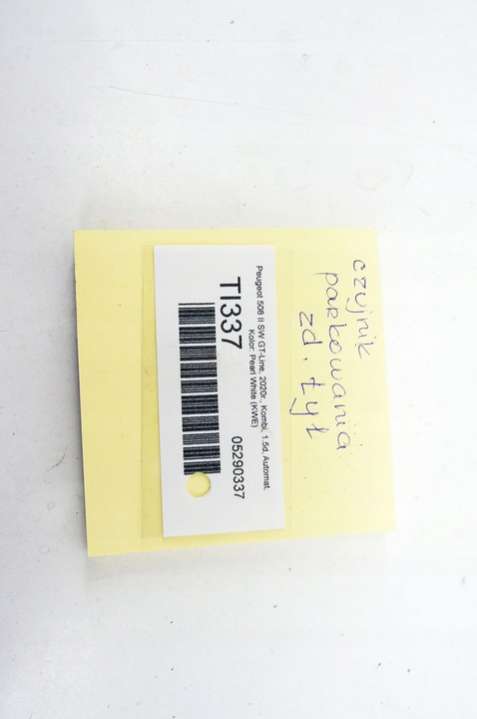 czujnik
parkowania
zd. tył
Peugeot 508 II SW GT-Line, 2020r., Kombi, 1.5d, Automat.
Kolor: Pearl White (KWE)
TI337
05290337